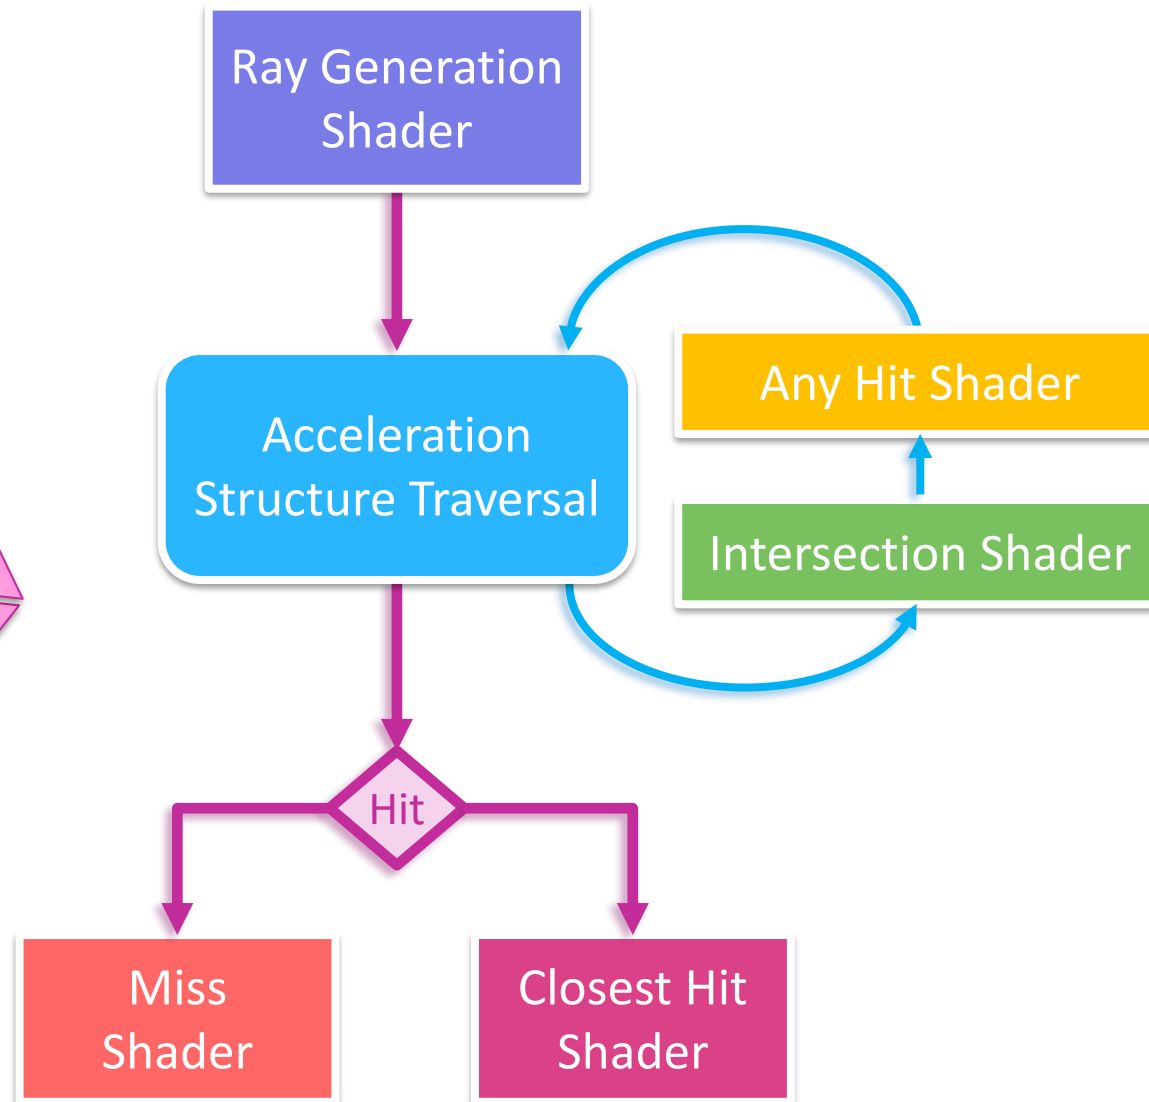 Ray Generation
Shader
Any Hit Shader
Acceleration
Structure Traversal
Intersection Shader
Hit
Miss
Shader
Closest Hit
Shader